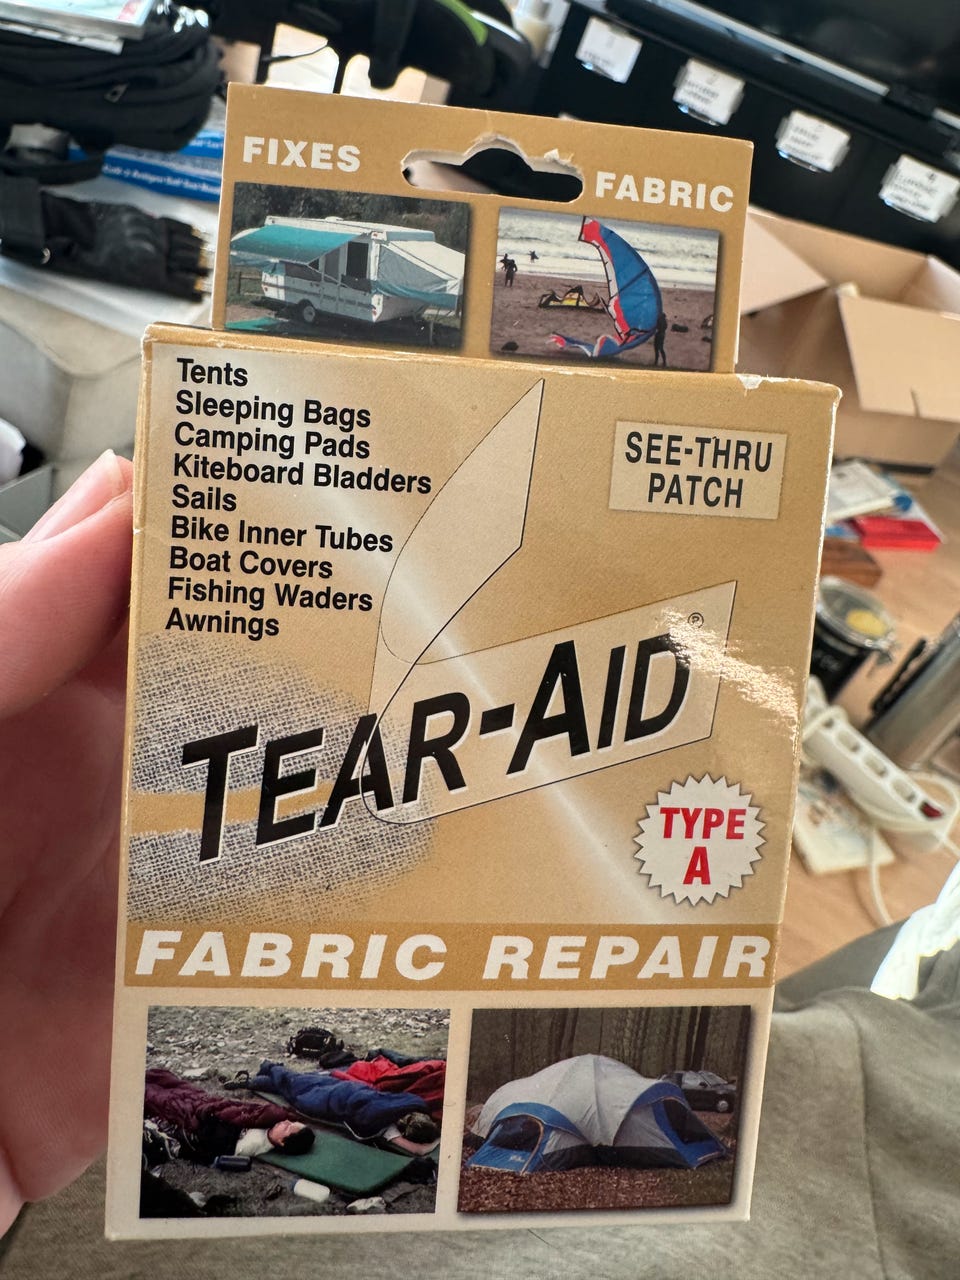 FIXES
FABRIC
Tents
Sleeping Bags
Camping Pads
Kiteboard Bladders
Sails
Bike Inner Tubes
Boat Covers
Fishing Waders
Awnings
SEE-THRU
PATCH
TEAR-AID®
TYPE
A
FABRIC REPAIR